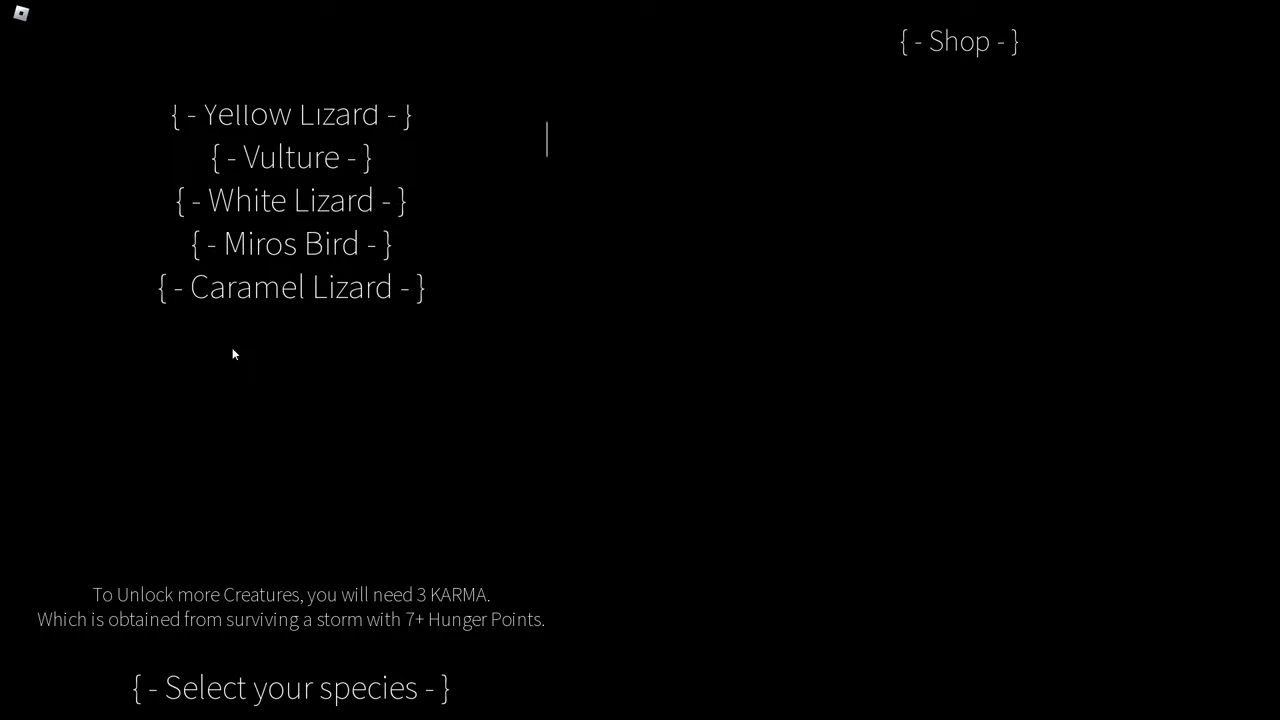 { - Shop - }
{ - Yellow Lizard - }
{ - Vulture - }
{ - White Lizard - }
{ - Miros Bird - }
{ - Caramel Lizard - }
To Unlock more Creatures, you will need 3 KARMA.
Which is obtained from surviving a storm with 7+ Hunger Points.
{ - Select your species - }